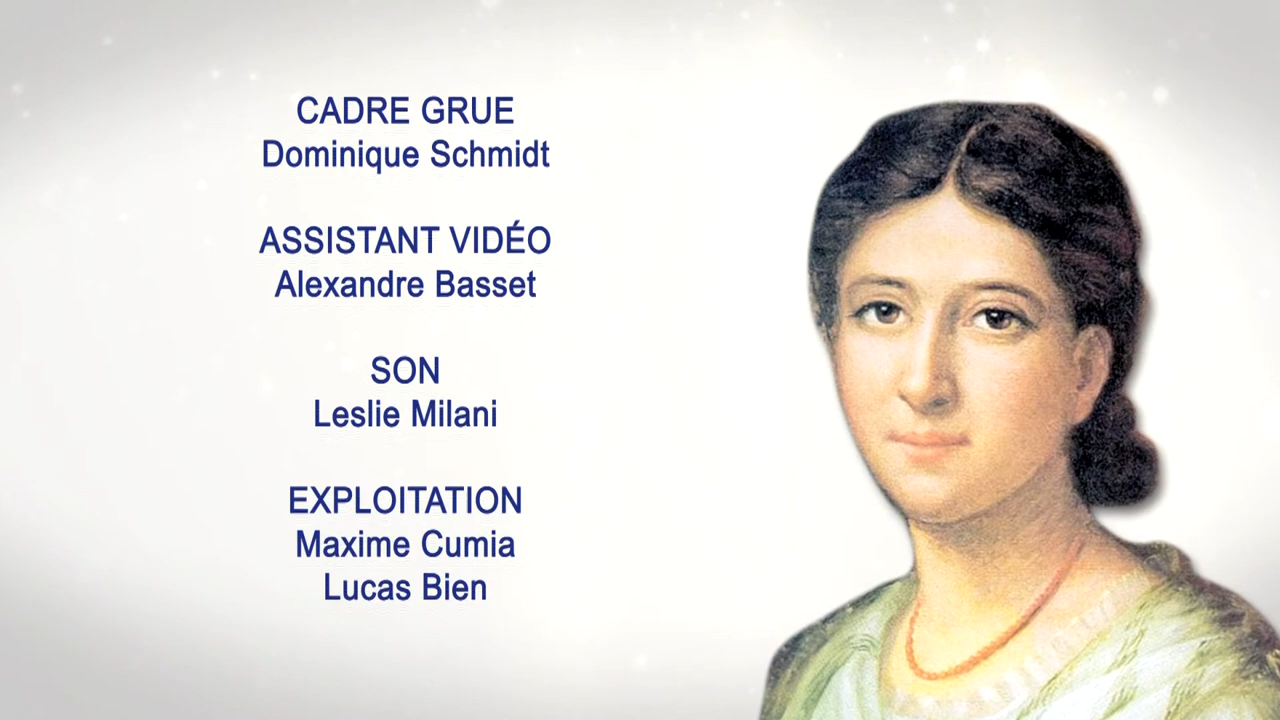 CADRE GRUE
Dominique Schmidt
ASSISTANT VIDÉO
Alexandre Basset
SON
Leslie Milani
EXPLOITATION
Maxime Cumia
Lucas Bien